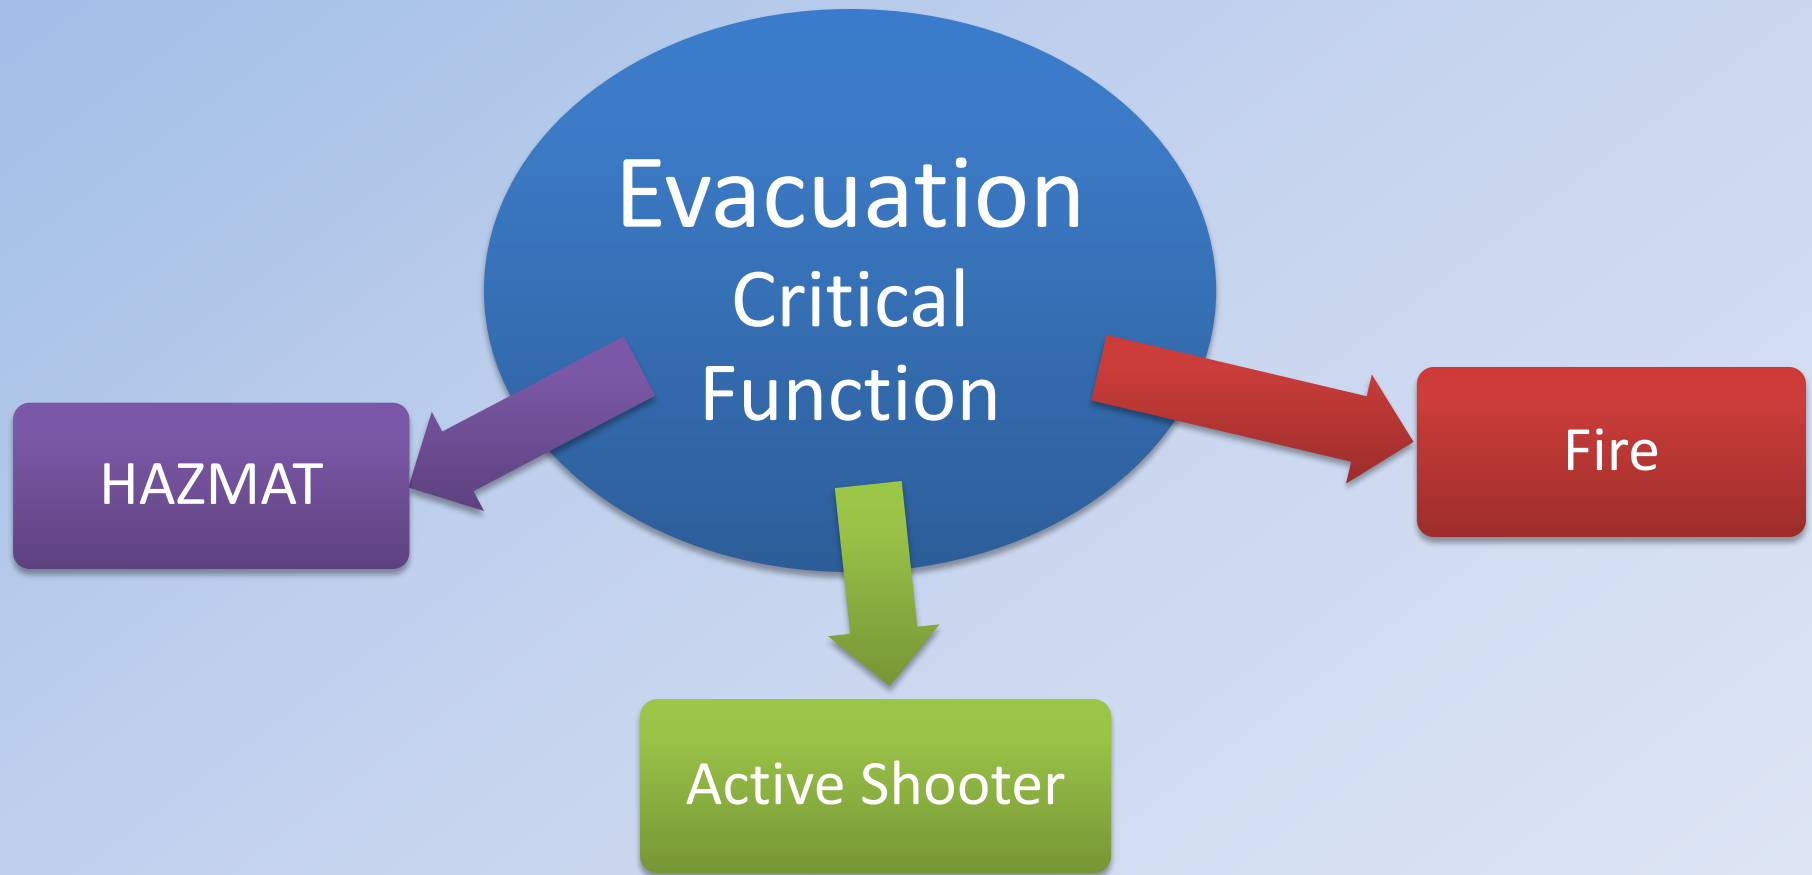 Evacuation
Critical
Function
HAZMAT
Fire
Active Shooter